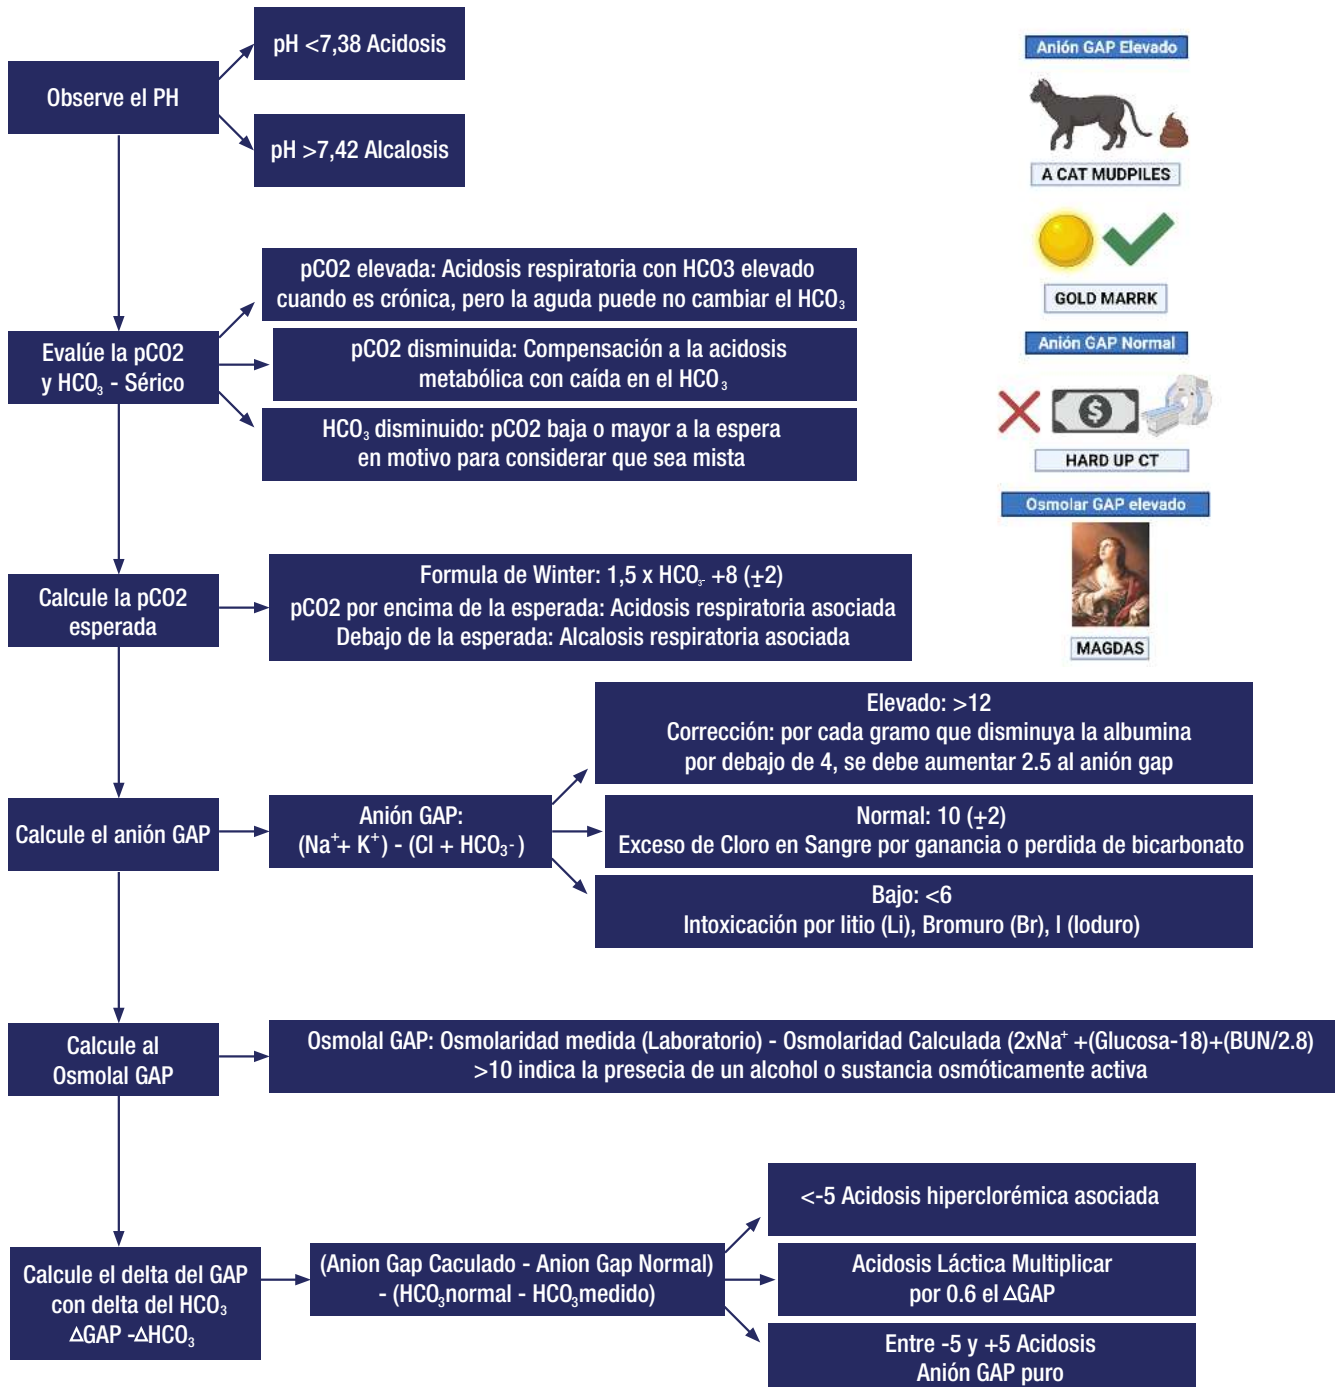 pH <7,38 Acidosis
Observe el PH
pH >7,42 Alcalosis
Anión GAP Elevado
A CAT MUDPILES
GOLD MARRK
Anión GAP Normal
HARD UP CT
Osmolar GAP elevado
MAGDAS
pCO2 elevada: Acidosis respiratoria con HCO3 elevado
cuando es crónica, pero la aguda puede no cambiar el HCO₃
Evalúe la pCO2
y HCO₃ - Sérico
pCO2 disminuida: Compensación a la acidosis
metabólica con caída en el HCO₃
HCO₃ disminuido: pCO2 baja o mayor a la espera
en motivo para considerar que sea mista
Calcule la pCO2
esperada
Formula de Winter: 1,5 x HCO₃- +8 (±2)
pCO2 por encima de la esperada: Acidosis respiratoria asociada
Debajo de la esperada: Alcalosis respiratoria asociada
Elevado: >12
Corrección: por cada gramo que disminuya la albumina
por debajo de 4, se debe aumentar 2.5 al anión gap
Calcule el anión GAP
Anión GAP:
(Na⁺+ K⁺) - (Cl + HCO₃-)
Normal: 10 (±2)
Exceso de Cloro en Sangre por ganancia o perdida de bicarbonato
Bajo: <6
Intoxicación por litio (Li), Bromuro (Br), I (Ioduro)
Calcule al
Osmolal GAP
Osmolal GAP: Osmolaridad medida (Laboratorio) - Osmolaridad Calculada (2xNa⁺ +(Glucosa-18)+(BUN/2.8)
>10 indica la presecia de un alcohol o sustancia osmóticamente activa
Calcule el delta del GAP
con delta del HCO₃
ΔGAP -ΔHCO₃
(Anion Gap Caculado - Anion Gap Normal)
- (HCO₃normal - HCO₃medido)
<-5 Acidosis hiperclorémica asociada
Acidosis Láctica Multiplicar
por 0.6 el ΔGAP
Entre -5 y +5 Acidosis
Anión GAP puro